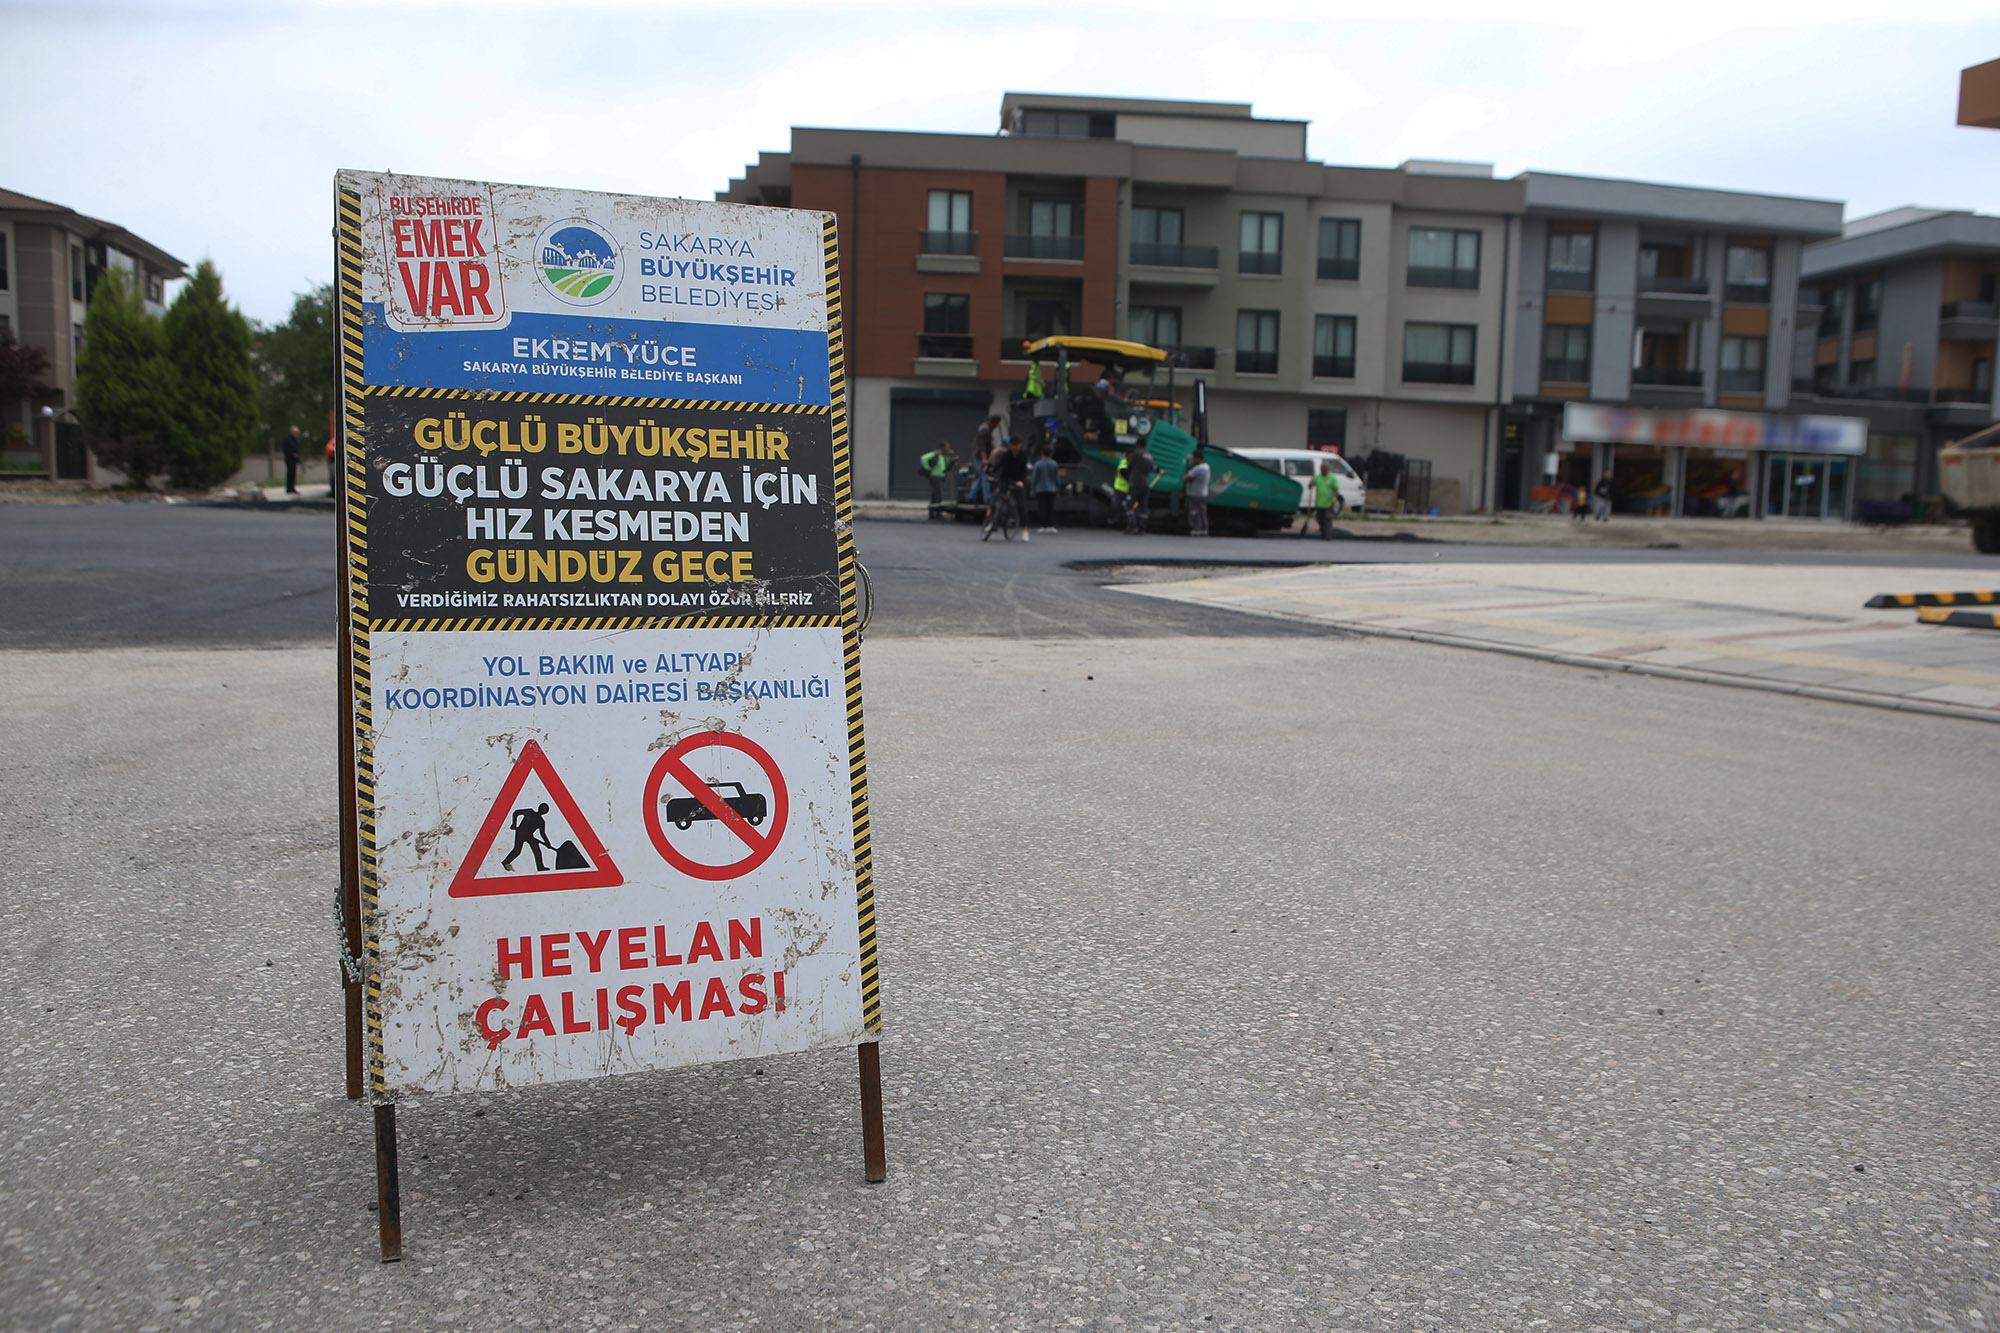 BU ŞEHİRDE
EMEK
VAR
SAKARYA
BÜYÜKŞEHİR
BELEDİYESİ
EKREM YÜCE
SAKARYA BÜYÜKŞEHİR BELEDİYE BAŞKANI
GÜÇLÜ BÜYÜKŞEHİR
GÜÇLÜ SAKARYA İÇİN
HIZ KESMEDEN
GÜNDÜZ GECE
VERDİĞİMİZ RAHATSIZLIKTAN DOLAYI ÖZÜR DİLERİZ
YOL BAKIM ve ALTYAPI
KOORDİNASYON DAİRESİ BAŞKANLIĞI
HEYELAN
ÇALIŞMASI